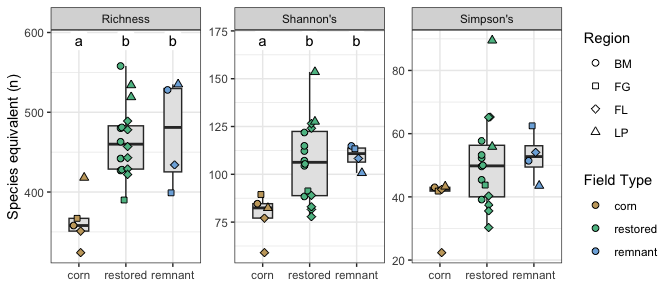 Richness
Shannon's
Simpson's
Species equivalent (n)
600
500
400
a
b
b
corn
restored
remnant
175
150
125
100
75
a
b
b
corn
restored
remnant
80
60
40
20
corn
restored
remnant
Region
BM
FG
FL
LP
Field Type
corn
restored
remnant